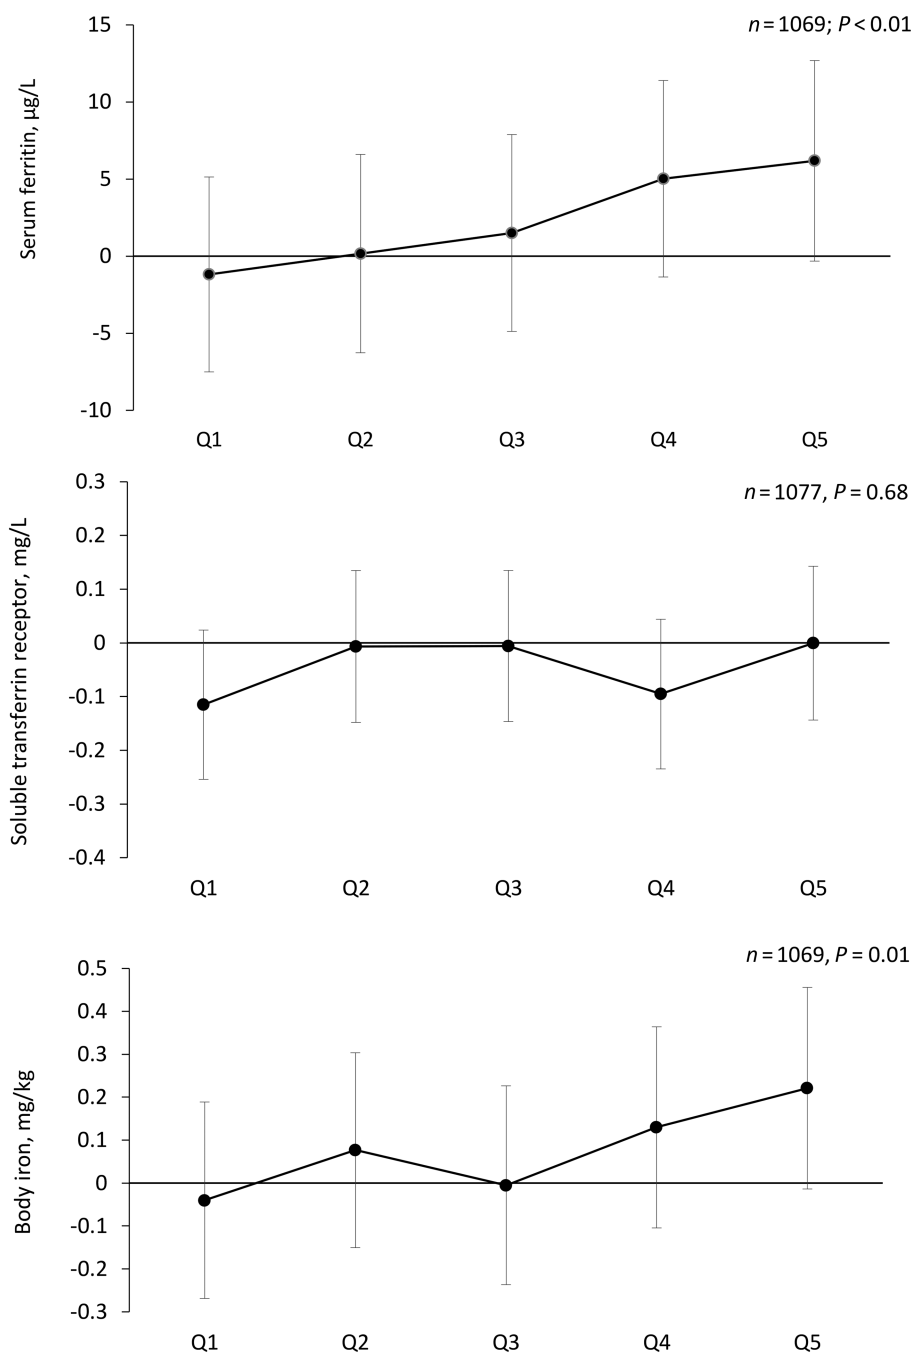 n = 1069; P < 0.01
Serum ferritin, µg/L
15
10
5
0
-5
-10
Q1 Q2 Q3 Q4 Q5
n = 1077, P = 0.68
Soluble transferrin receptor, mg/L
0.3
0.2
0.1
0
-0.1
-0.2
-0.3
-0.4
Q1 Q2 Q3 Q4 Q5
n = 1069, P = 0.01
Body iron, mg/kg
0.5
0.4
0.3
0.2
0.1
0
-0.1
-0.2
-0.3
Q1 Q2 Q3 Q4 Q5